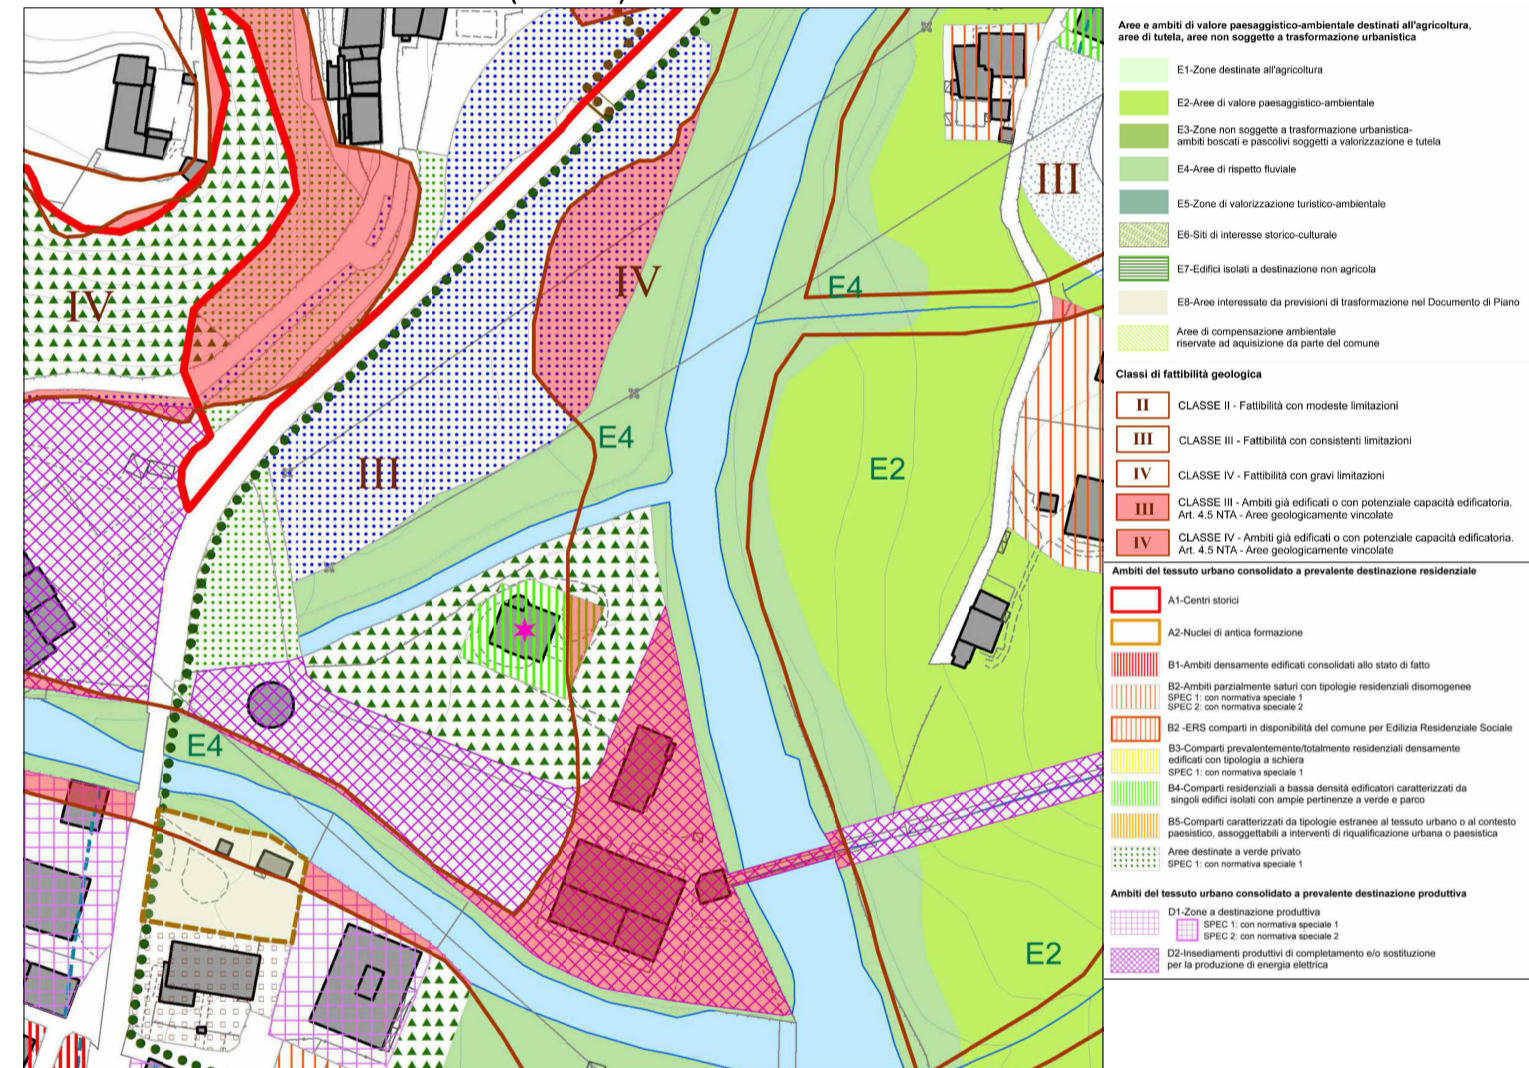 IV
III
IV
E4
III
E4
III
E2
E4
E2
Aree e ambiti di valore paesaggistico-ambientale destinati all'agricoltura,
aree di tutela, aree non soggette a trasformazione urbanistica
E1-Zone destinate all'agricoltura
E2-Aree di valore paesaggistico-ambientale
E3-Zone non soggette a trasformazione urbanistica-
ambiti boscati e pascolivi soggetti a valorizzazione e tutela
E4-Aree di rispetto fluviale
E5-Zone di valorizzazione turistico-ambientale
E6-Siti di interesse storico-culturale
E7-Edifici isolati a destinazione non agricola
E8-Aree interessate da previsioni di trasformazione nel Documento di Piano
Aree di compensazione ambientale
riservate ad aquisizione da parte del comune
Classi di fattibilità geologica
II CLASSE II - Fattibilità con modeste limitazioni
III CLASSE III - Fattibilità con consistenti limitazioni
IV CLASSE IV - Fattibilità con gravi limitazioni
III CLASSE III - Ambiti già edificati o con potenziale capacità edificatoria.
Art. 4.5 NTA - Aree geologicamente vincolate
IV CLASSE IV - Ambiti già edificati o con potenziale capacità edificatoria.
Art. 4.5 NTA - Aree geologicamente vincolate
Ambiti del tessuto urbano consolidato a prevalente destinazione residenziale
A1-Centri storici
A2-Nuclei di antica formazione
B1-Ambiti densamente edificati consolidati allo stato di fatto
B2-Ambiti parzialmente saturi con tipologie residenziali disomogenee
SPEC 1: con normativa speciale 1
SPEC 2: con normativa speciale 2
B2 -ERS comparti in disponibilità del comune per Edilizia Residenziale Sociale
B3-Comparti prevalentemente/totalmente residenziali densamente
edificati con tipologia a schiera
SPEC 1: con normativa speciale 1
B4-Comparti residenziali a bassa densità edificatori caratterizzati da
singoli edifici isolati con ampie pertinenze a verde e parco
B5-Comparti caratterizzati da tipologie estranee al tessuto urbano o al contesto
paesistico, assoggettabili a interventi di riqualificazione urbana o paesistica
Aree destinate a verde privato
SPEC 1: con normativa speciale 1
Ambiti del tessuto urbano consolidato a prevalente destinazione produttiva
D1-Zone a destinazione produttiva
SPEC 1: con normativa speciale 1
SPEC 2: con normativa speciale 2
D2-Insediamenti produttivi di completamento e/o sostituzione
per la produzione di energia elettrica